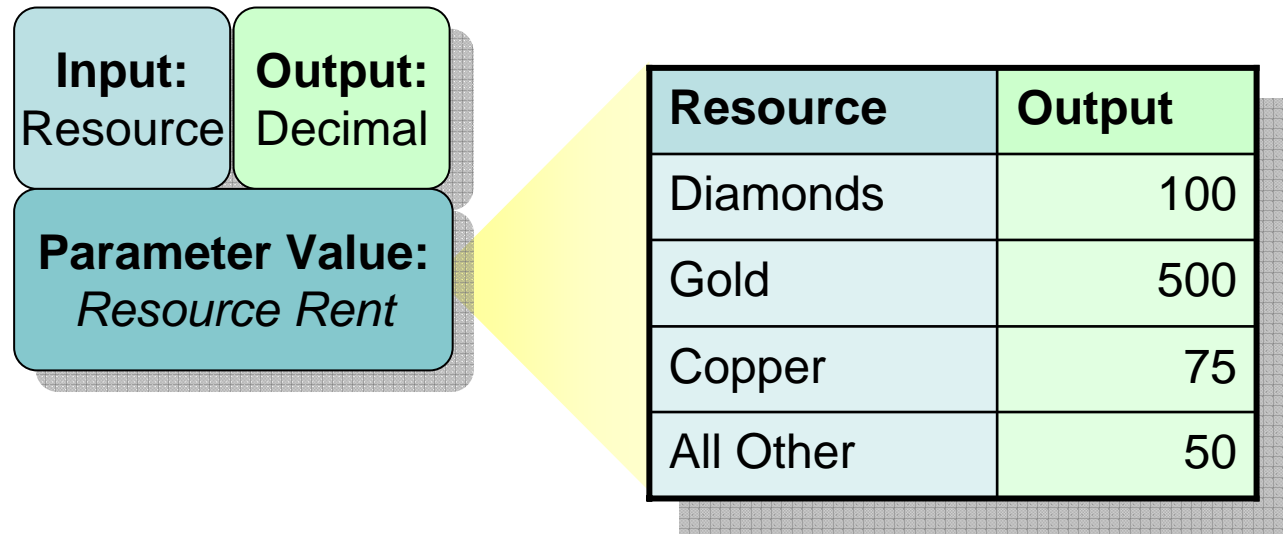 Input:
Resource
Output:
Decimal
Parameter Value:
Resource Rent
Resource Output
Diamonds 100
Gold 500
Copper 75
All Other 50